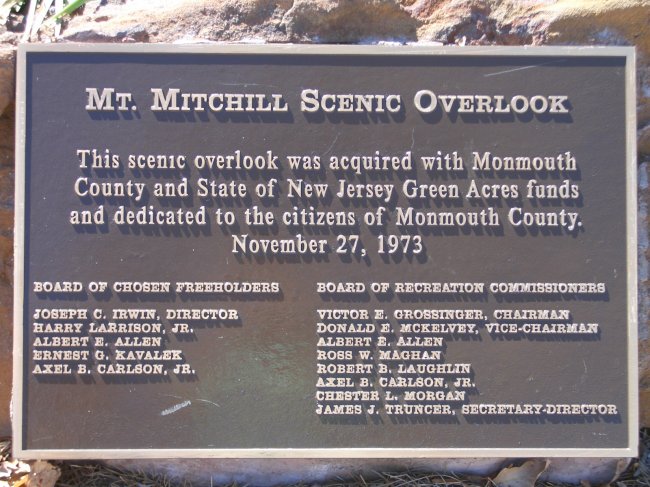 MT. MITCHILL SCENIC OVERLOOK
This scenic overlook was acquired with Monmouth
County and State of New Jersey Green Acres funds
and dedicated to the citizens of Monmouth County.
November 27, 1973
BOARD OF CHOSEN FREEHOLDERS
JOSEPH C. IRWIN, DIRECTOR
HARRY LARRISON, JR.
ALBERT E. ALLEN
ERNEST G. KAVALEK
AXEL B. CARLSON, JR.
BOARD OF RECREATION COMMISSIONERS
VICTOR E. GROSSINGER, CHAIRMAN
DONALD E. MCKELVEY, VICE-CHAIRMAN
ALBERT E. ALLEN
ROSS W. MAGHAN
ROBERT B. LAUGHLIN
AXEL B. CARLSON, JR.
CHESTER L. MORGAN
JAMES J. TRUNCER, SECRETARY-DIRECTOR